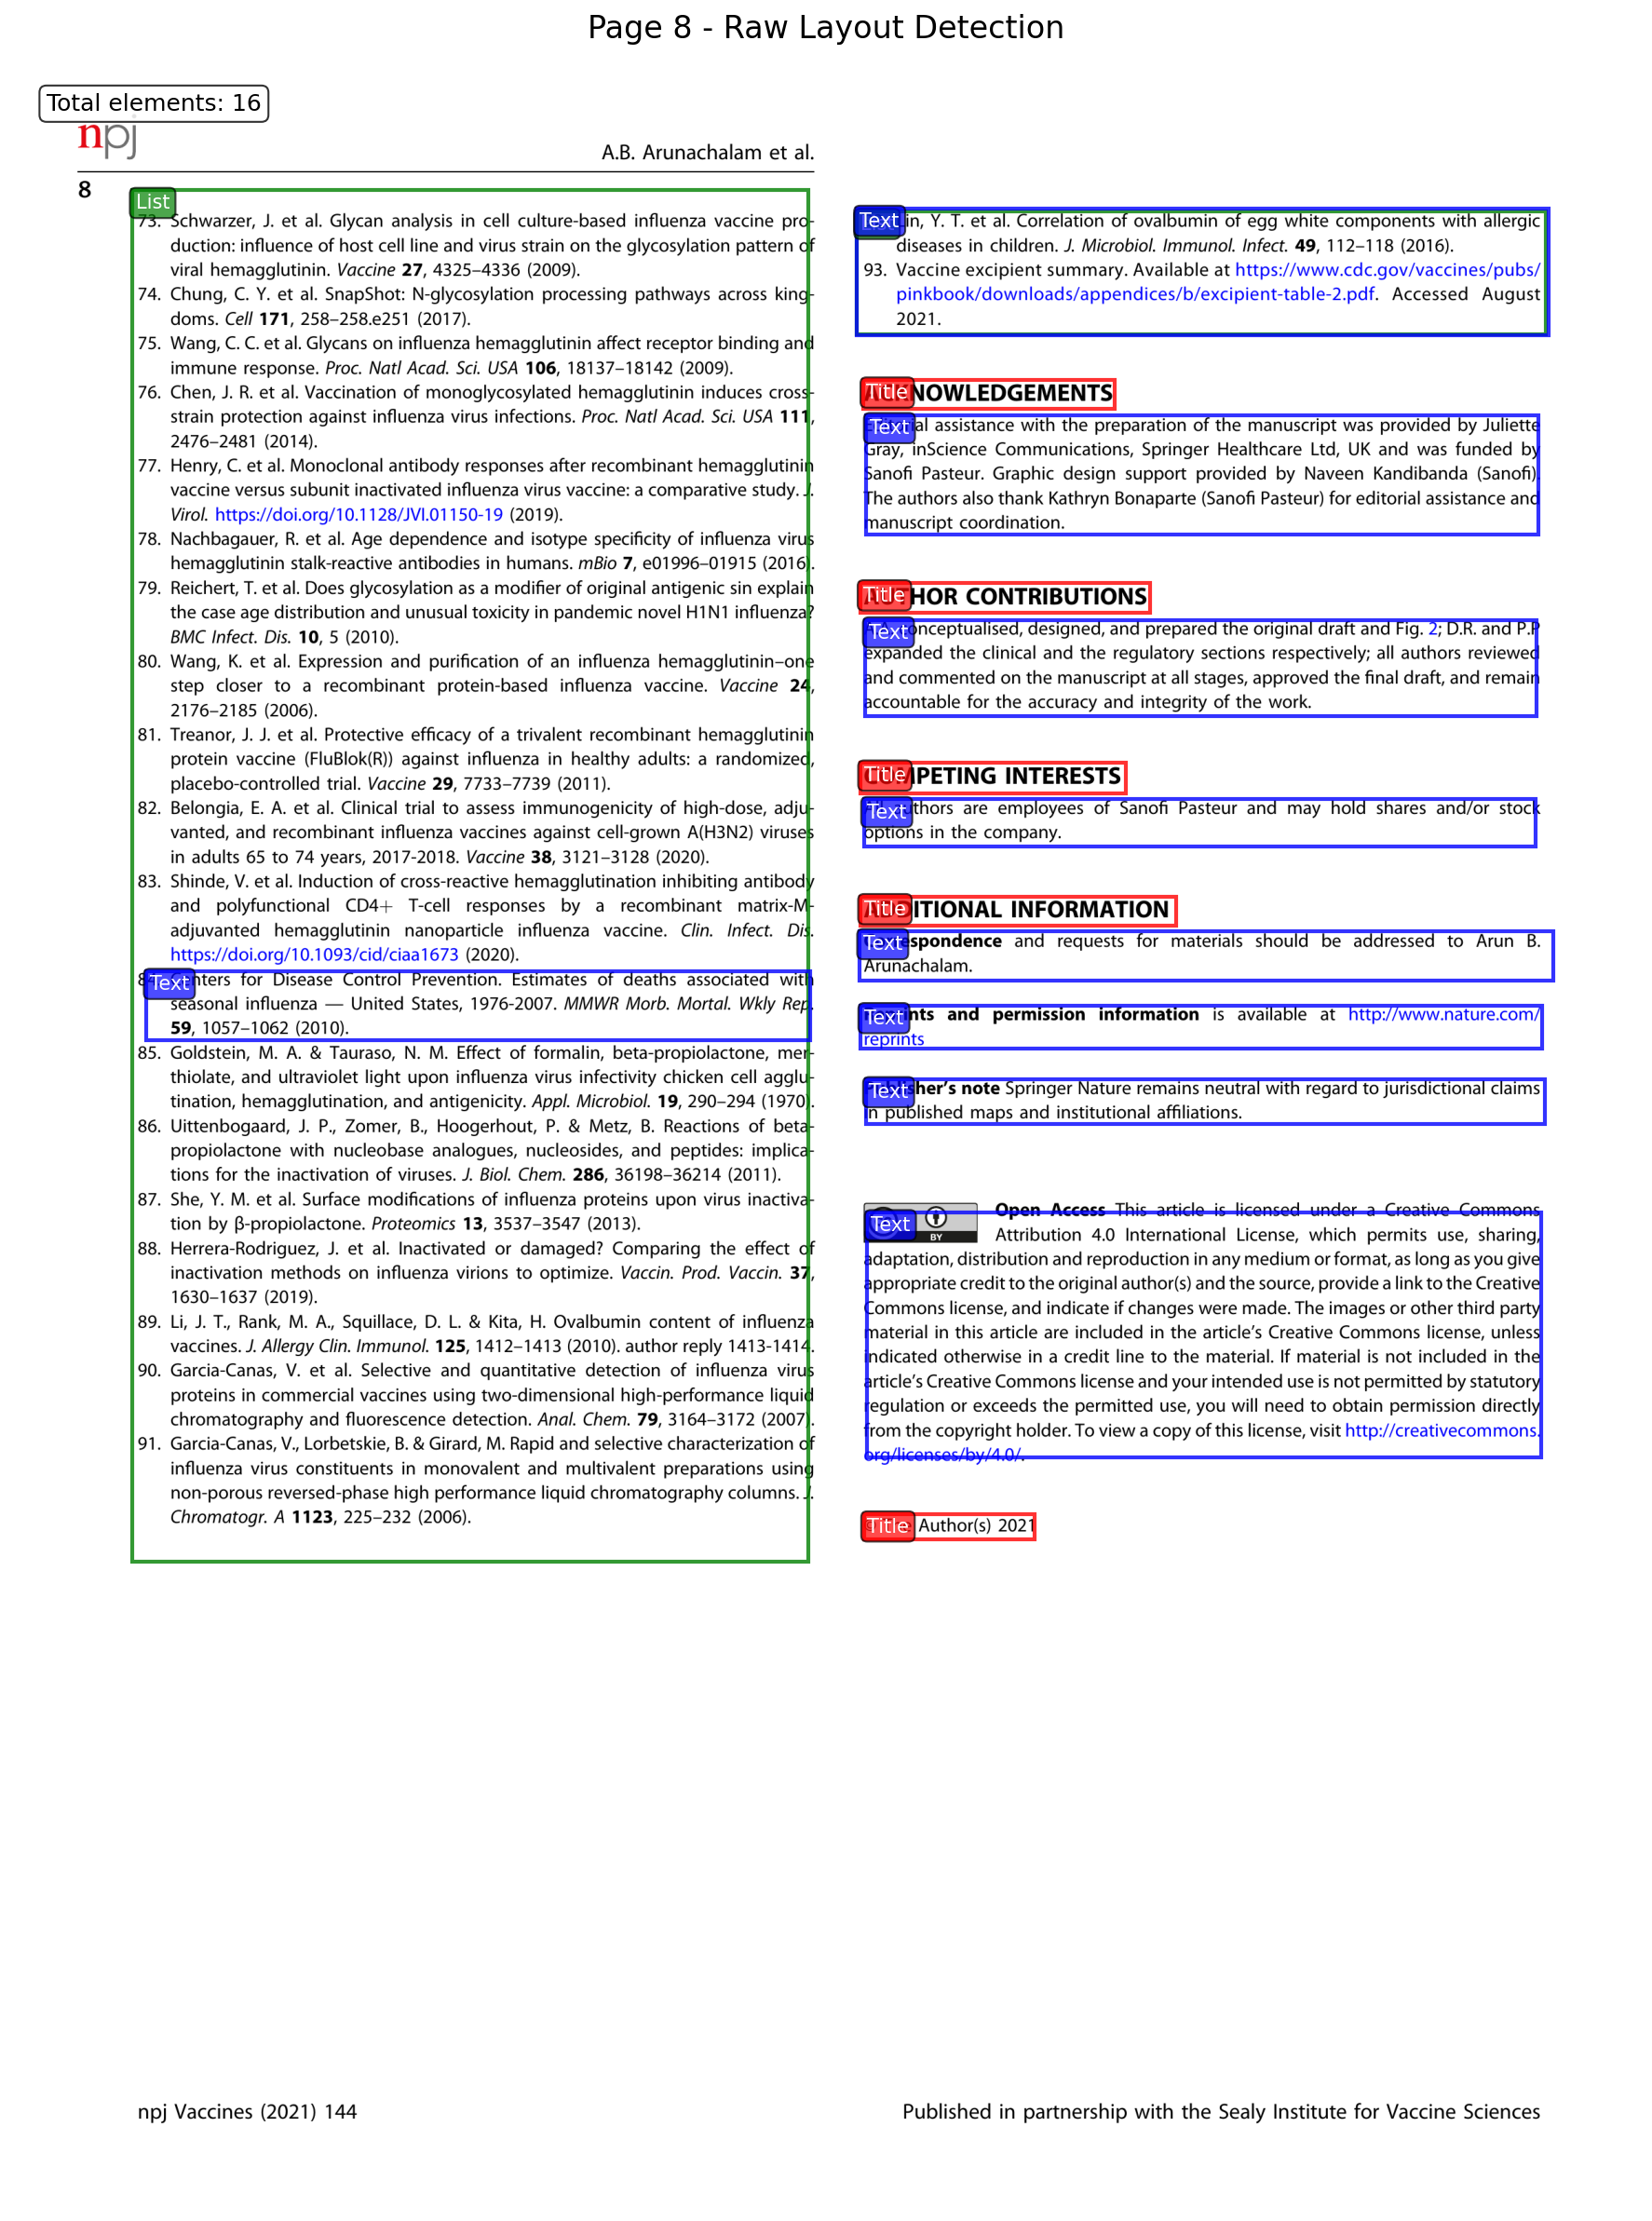 Page 8 - Raw Layout Detection
Total elements: 16
npj
A.B. Arunachalam et al.
8
List
73. Schwarzer, J. et al. Glycan analysis in cell culture-based influenza vaccine pro-
duction: influence of host cell line and virus strain on the glycosylation pattern of
viral hemagglutinin. Vaccine 27, 4325–4336 (2009).
74. Chung, C. Y. et al. SnapShot: N-glycosylation processing pathways across king-
doms. Cell 171, 258–258.e251 (2017).
75. Wang, C. C. et al. Glycans on influenza hemagglutinin affect receptor binding and
immune response. Proc. Natl Acad. Sci. USA 106, 18137–18142 (2009).
76. Chen, J. R. et al. Vaccination of monoglycosylated hemagglutinin induces cross-
strain protection against influenza virus infections. Proc. Natl Acad. Sci. USA 111,
2476–2481 (2014).
77. Henry, C. et al. Monoclonal antibody responses after recombinant hemagglutinin
vaccine versus subunit inactivated influenza virus vaccine: a comparative study. J.
Virol. https://doi.org/10.1128/JVI.01150-19 (2019).
78. Nachbagauer, R. et al. Age dependence and isotype specificity of influenza virus
hemagglutinin stalk-reactive antibodies in humans. mBio 7, e01996–01915 (2016).
79. Reichert, T. et al. Does glycosylation as a modifier of original antigenic sin explain
the case age distribution and unusual toxicity in pandemic novel H1N1 influenza?
BMC Infect. Dis. 10, 5 (2010).
80. Wang, K. et al. Expression and purification of an influenza hemagglutinin–one
step closer to a recombinant protein-based influenza vaccine. Vaccine 24,
2176–2185 (2006).
81. Treanor, J. J. et al. Protective efficacy of a trivalent recombinant hemagglutinin
protein vaccine (FluBlok(R)) against influenza in healthy adults: a randomized,
placebo-controlled trial. Vaccine 29, 7733–7739 (2011).
82. Belongia, E. A. et al. Clinical trial to assess immunogenicity of high-dose, adju-
vanted, and recombinant influenza vaccines against cell-grown A(H3N2) viruses
in adults 65 to 74 years, 2017-2018. Vaccine 38, 3121–3128 (2020).
83. Shinde, V. et al. Induction of cross-reactive hemagglutination inhibiting antibody
and polyfunctional CD4+ T-cell responses by a recombinant matrix-M-
adjuvanted hemagglutinin nanoparticle influenza vaccine. Clin. Infect. Dis.
https://doi.org/10.1093/cid/ciaa1673 (2020).
Text
84. Centers for Disease Control Prevention. Estimates of deaths associated with
seasonal influenza — United States, 1976-2007. MMWR Morb. Mortal. Wkly Rep.
59, 1057–1062 (2010).
85. Goldstein, M. A. & Tauraso, N. M. Effect of formalin, beta-propiolactone, mer-
thiolate, and ultraviolet light upon influenza virus infectivity chicken cell agglu-
tination, hemagglutination, and antigenicity. Appl. Microbiol. 19, 290–294 (1970).
86. Uittenbogaard, J. P., Zomer, B., Hoogerhout, P. & Metz, B. Reactions of beta-
propiolactone with nucleobase analogues, nucleosides, and peptides: implica-
tions for the inactivation of viruses. J. Biol. Chem. 286, 36198–36214 (2011).
87. She, Y. M. et al. Surface modifications of influenza proteins upon virus inactiva-
tion by β-propiolactone. Proteomics 13, 3537–3547 (2013).
88. Herrera-Rodriguez, J. et al. Inactivated or damaged? Comparing the effect of
inactivation methods on influenza virions to optimize. Vaccin. Prod. Vaccin. 37,
1630–1637 (2019).
89. Li, J. T., Rank, M. A., Squillace, D. L. & Kita, H. Ovalbumin content of influenza
vaccines. J. Allergy Clin. Immunol. 125, 1412–1413 (2010). author reply 1413-1414.
90. Garcia-Canas, V. et al. Selective and quantitative detection of influenza virus
proteins in commercial vaccines using two-dimensional high-performance liquid
chromatography and fluorescence detection. Anal. Chem. 79, 3164–3172 (2007).
91. Garcia-Canas, V., Lorbetskie, B. & Girard, M. Rapid and selective characterization of
influenza virus constituents in monovalent and multivalent preparations using
non-porous reversed-phase high performance liquid chromatography columns. J.
Chromatogr. A 1123, 225–232 (2006).
Text
Y. T. et al. Correlation of ovalbumin of egg white components with allergic
diseases in children. J. Microbiol. Immunol. Infect. 49, 112–118 (2016).
93. Vaccine excipient summary. Available at https://www.cdc.gov/vaccines/pubs/
pinkbook/downloads/appendices/b/excipient-table-2.pdf. Accessed August
2021.
Title
ACKNOWLEDGEMENTS
Text
Editorial assistance with the preparation of the manuscript was provided by Juliette
Gray, inScience Communications, Springer Healthcare Ltd, UK and was funded by
Sanofi Pasteur. Graphic design support provided by Naveen Kandibanda (Sanofi).
The authors also thank Kathryn Bonaparte (Sanofi Pasteur) for editorial assistance and
manuscript coordination.
Title
AUTHOR CONTRIBUTIONS
Text
conceptualised, designed, and prepared the original draft and Fig. 2; D.R. and P.P
expanded the clinical and the regulatory sections respectively; all authors reviewed
and commented on the manuscript at all stages, approved the final draft, and remain
accountable for the accuracy and integrity of the work.
Title
COMPETING INTERESTS
Text
All authors are employees of Sanofi Pasteur and may hold shares and/or stock
options in the company.
Title
ADDITIONAL INFORMATION
Text
Correspondence and requests for materials should be addressed to Arun B.
Arunachalam.
Text
Reprints and permission information is available at http://www.nature.com/
reprints
Text
Publisher's note Springer Nature remains neutral with regard to jurisdictional claims
in published maps and institutional affiliations.
Text
BY
Open Access This article is licensed under a Creative Commons
Attribution 4.0 International License, which permits use, sharing,
adaptation, distribution and reproduction in any medium or format, as long as you give
appropriate credit to the original author(s) and the source, provide a link to the Creative
Commons license, and indicate if changes were made. The images or other third party
material in this article are included in the article's Creative Commons license, unless
indicated otherwise in a credit line to the material. If material is not included in the
article's Creative Commons license and your intended use is not permitted by statutory
regulation or exceeds the permitted use, you will need to obtain permission directly
from the copyright holder. To view a copy of this license, visit http://creativecommons.
org/licenses/by/4.0/.
Title
Author(s) 2021
npj Vaccines (2021) 144
Published in partnership with the Sealy Institute for Vaccine Sciences